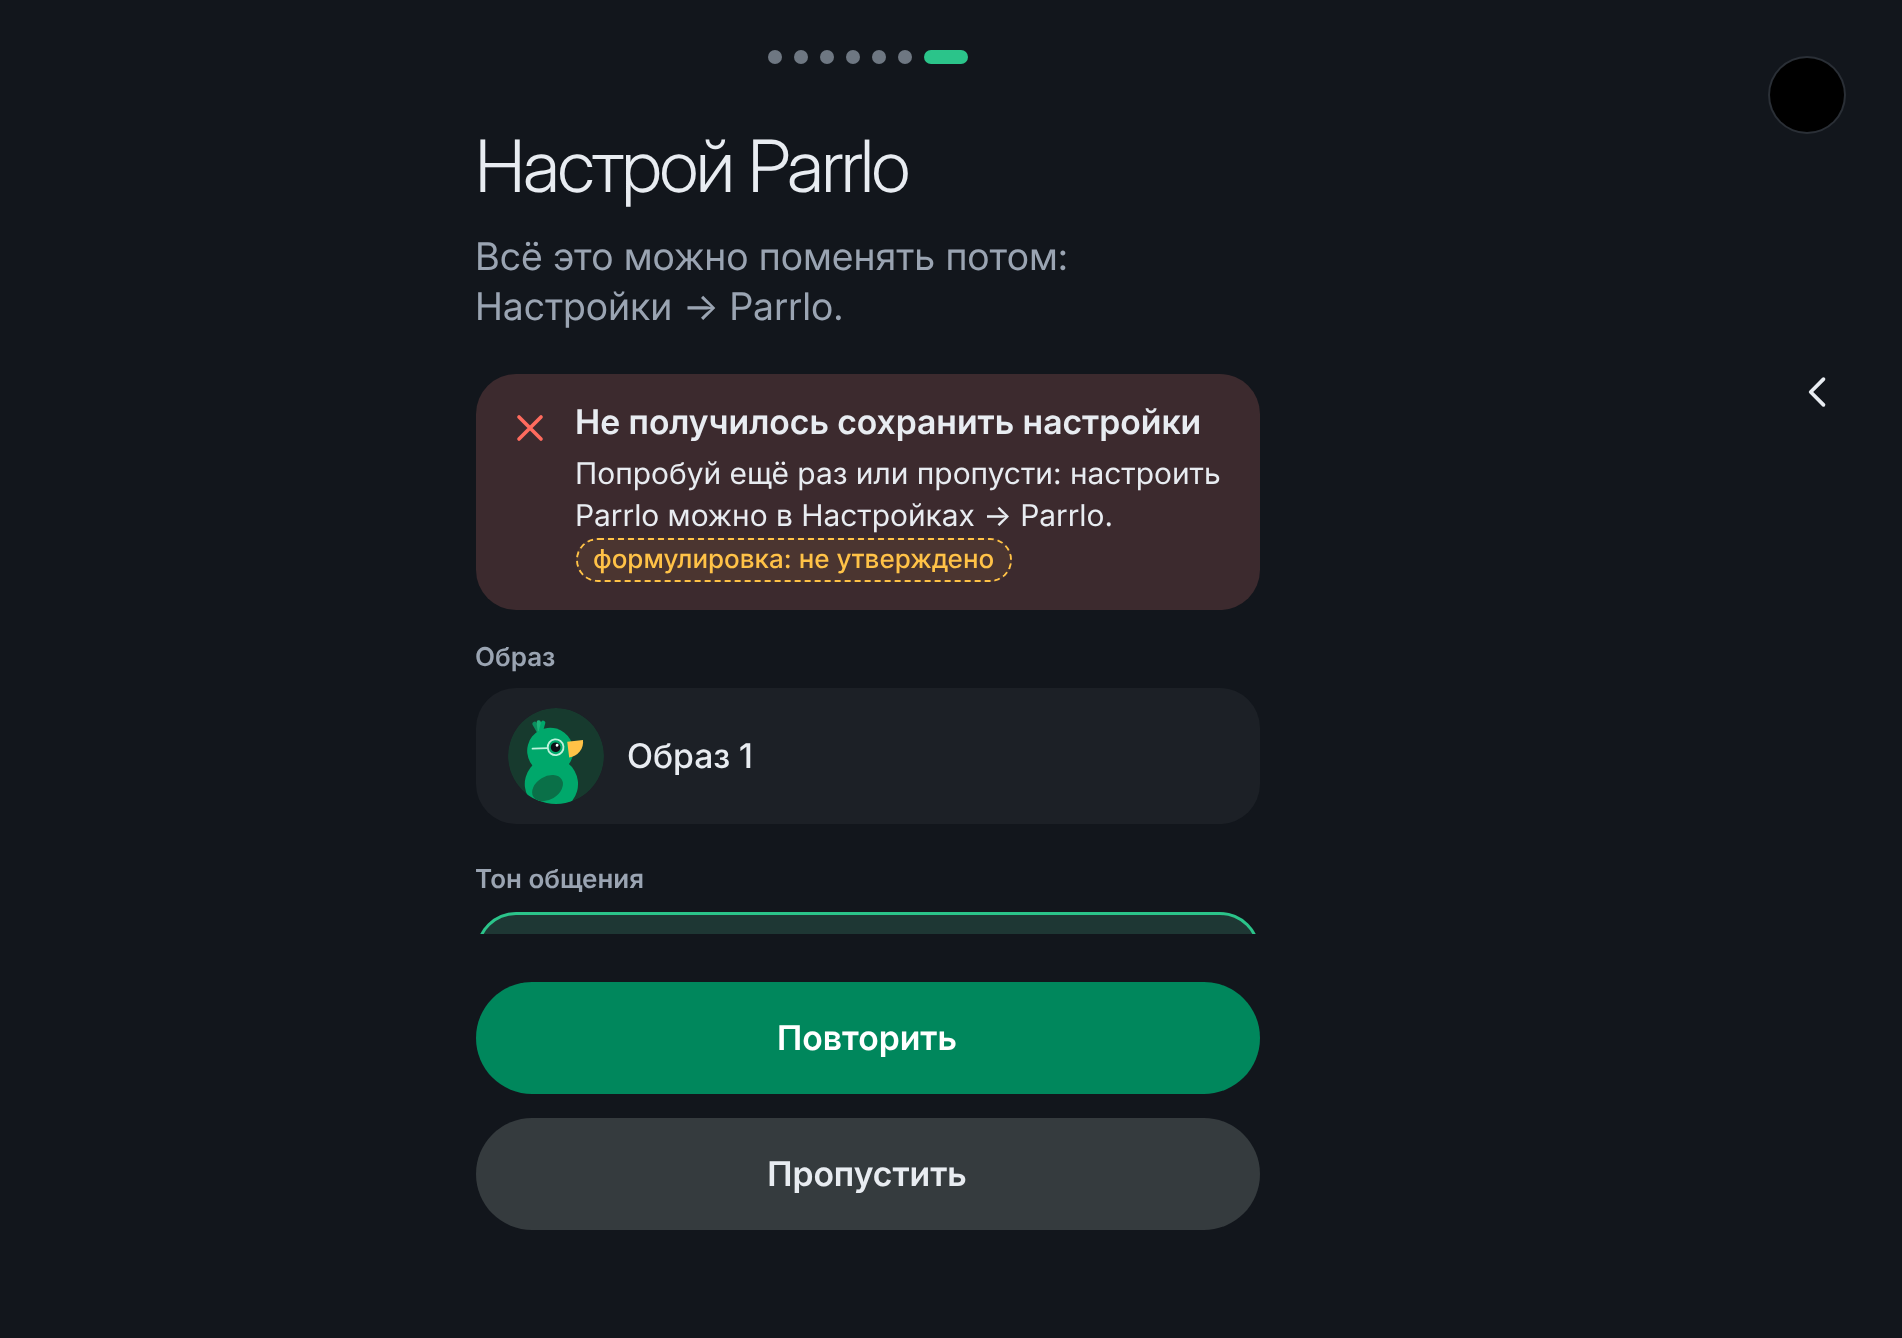 Настрой Parrlo
Всё это можно поменять потом:
Настройки → Parrlo.
Не получилось сохранить настройки
Попробуй ещё раз или пропусти: настроить
Parrlo можно в Настройках → Parrlo.
формулировка: не утверждено
Образ
Образ 1
Тон общения
Повторить
Пропустить